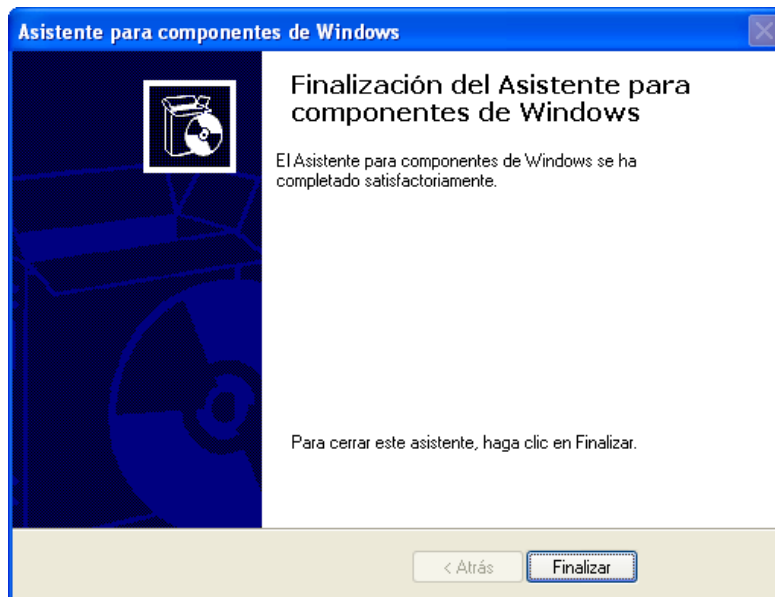 Asistente para componentes de Windows
Finalización del Asistente para
componentes de Windows
El Asistente para componentes de Windows se ha
completado satisfactoriamente.
Para cerrar este asistente, haga clic en Finalizar.
< Atrás
Finalizar